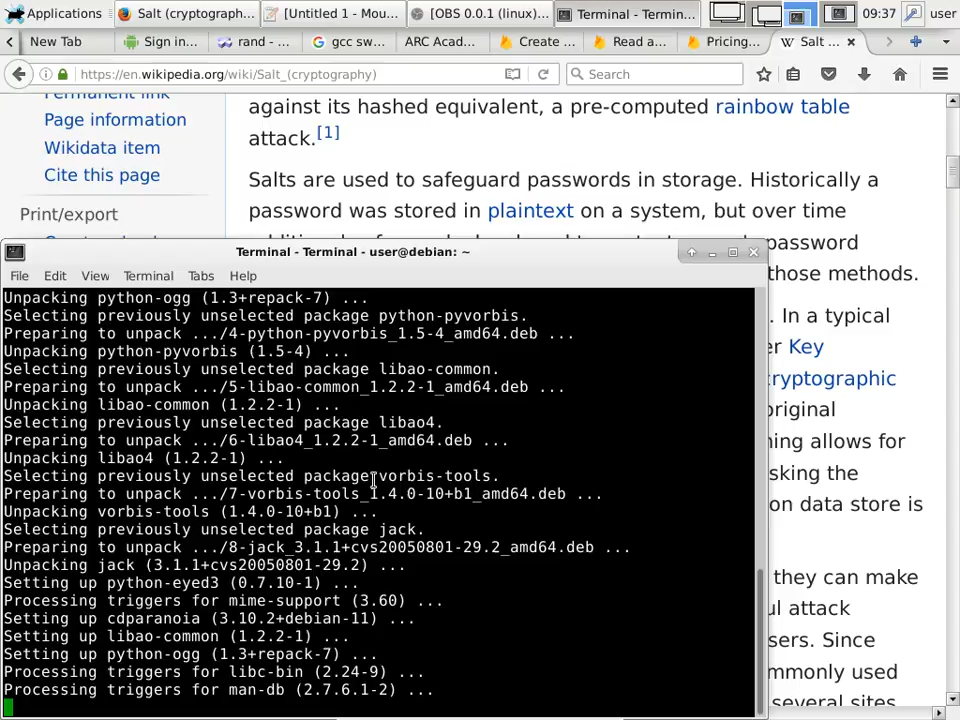 Applications
Salt (cryptograph...
[Untitled 1 - Mou...
[OBS 0.0.1 (linux)...
Terminal - Termin...
09:37
user
New Tab
Sign in...
rand - ...
gcc sw...
ARC Acad...
Create ...
Read a...
Pricing...
Salt ...
https://en.wikipedia.org/wiki/Salt_(cryptography)
Search
Permanent link
Page information
Wikidata item
Cite this page
Print/export
against its hashed equivalent, a pre-computed rainbow table
attack.[1]
Salts are used to safeguard passwords in storage. Historically a
password was stored in plaintext on a system, but over time
password
those methods.
. In a typical
er Key
cryptographic
original
ning allows for
sking the
on data store is
they can make
ul attack
sers. Since
mmonly used
several sites
Terminal - Terminal - user@debian: ~
File Edit View Terminal Tabs Help
Unpacking python-ogg (1.3+repack-7) ...
Selecting previously unselected package python-pyvorbis.
Preparing to unpack .../4-python-pyvorbis_1.5-4_amd64.deb ...
Unpacking python-pyvorbis (1.5-4) ...
Selecting previously unselected package libao-common.
Preparing to unpack .../5-libao-common_1.2.2-1_amd64.deb ...
Unpacking libao-common (1.2.2-1) ...
Selecting previously unselected package libao4.
Preparing to unpack .../6-libao4_1.2.2-1_amd64.deb ...
Unpacking libao4 (1.2.2-1) ...
Selecting previously unselected package vorbis-tools.
Preparing to unpack .../7-vorbis-tools_1.4.0-10+b1_amd64.deb ...
Unpacking vorbis-tools (1.4.0-10+b1) ...
Selecting previously unselected package jack.
Preparing to unpack .../8-jack_3.1.1+cvs20050801-29.2_amd64.deb ...
Unpacking jack (3.1.1+cvs20050801-29.2) ...
Setting up python-eyed3 (0.7.10-1) ...
Processing triggers for mime-support (3.60) ...
Setting up cdparanoia (3.10.2+debian-11) ...
Setting up libao-common (1.2.2-1) ...
Setting up python-ogg (1.3+repack-7) ...
Processing triggers for libc-bin (2.24-9) ...
Processing triggers for man-db (2.7.6.1-2) ...